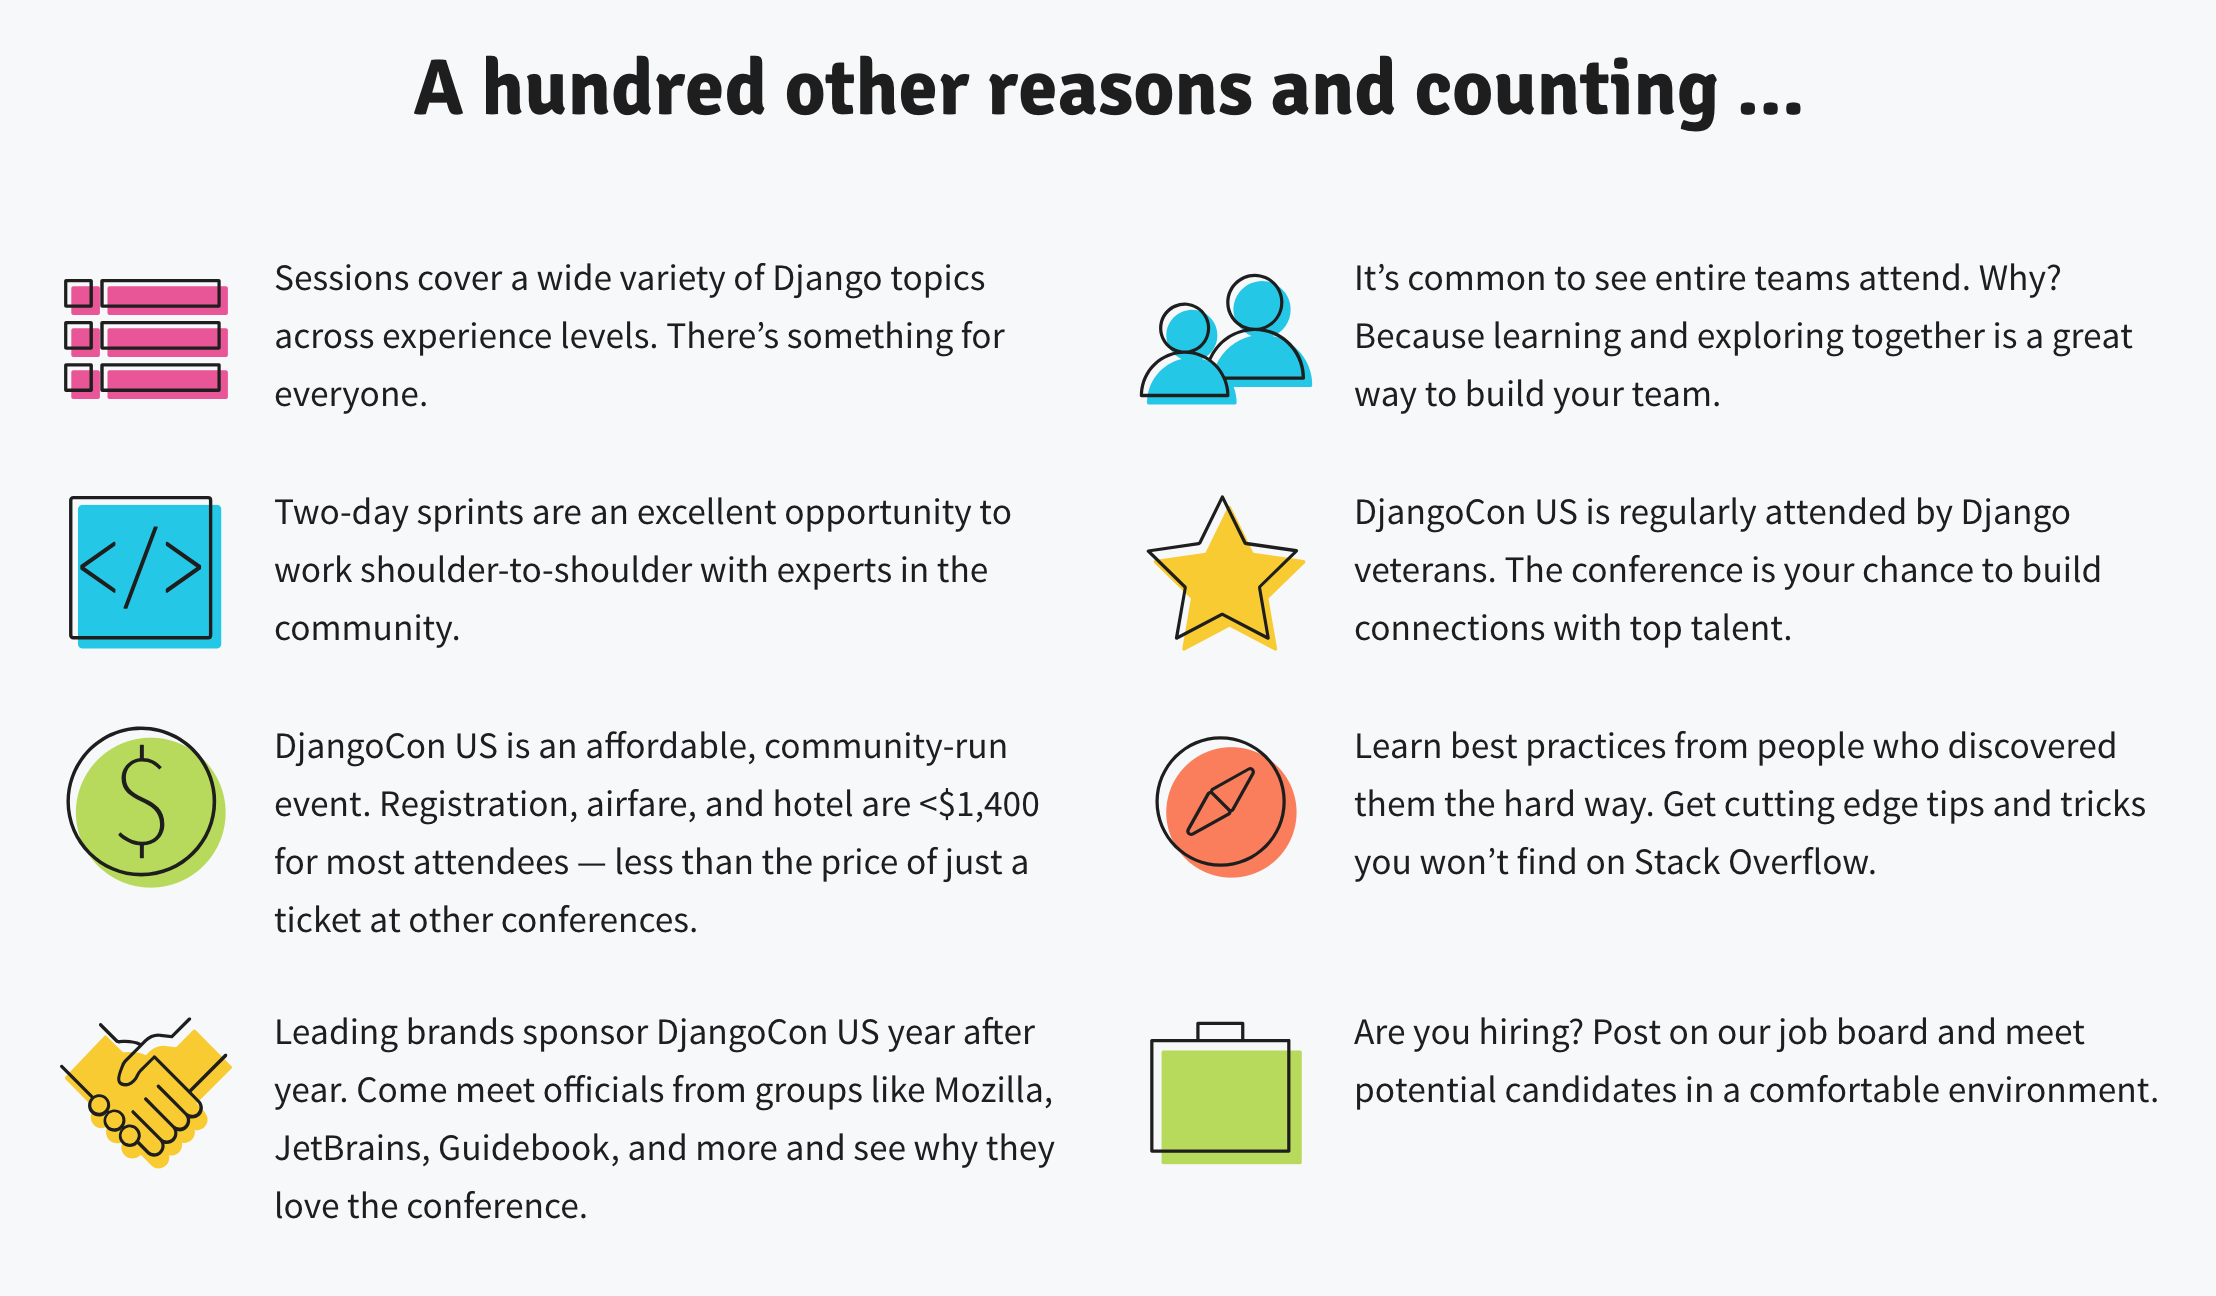 A hundred other reasons and counting ...
Sessions cover a wide variety of Django topics
across experience levels. There’s something for
everyone.
It’s common to see entire teams attend. Why?
Because learning and exploring together is a great
way to build your team.
</>
Two-day sprints are an excellent opportunity to
work shoulder-to-shoulder with experts in the
community.
DjangoCon US is regularly attended by Django
veterans. The conference is your chance to build
connections with top talent.
$
DjangoCon US is an affordable, community-run
event. Registration, airfare, and hotel are <$1,400
for most attendees — less than the price of just a
ticket at other conferences.
Learn best practices from people who discovered
them the hard way. Get cutting edge tips and tricks
you won’t find on Stack Overflow.
Leading brands sponsor DjangoCon US year after
year. Come meet officials from groups like Mozilla,
JetBrains, Guidebook, and more and see why they
love the conference.
Are you hiring? Post on our job board and meet
potential candidates in a comfortable environment.